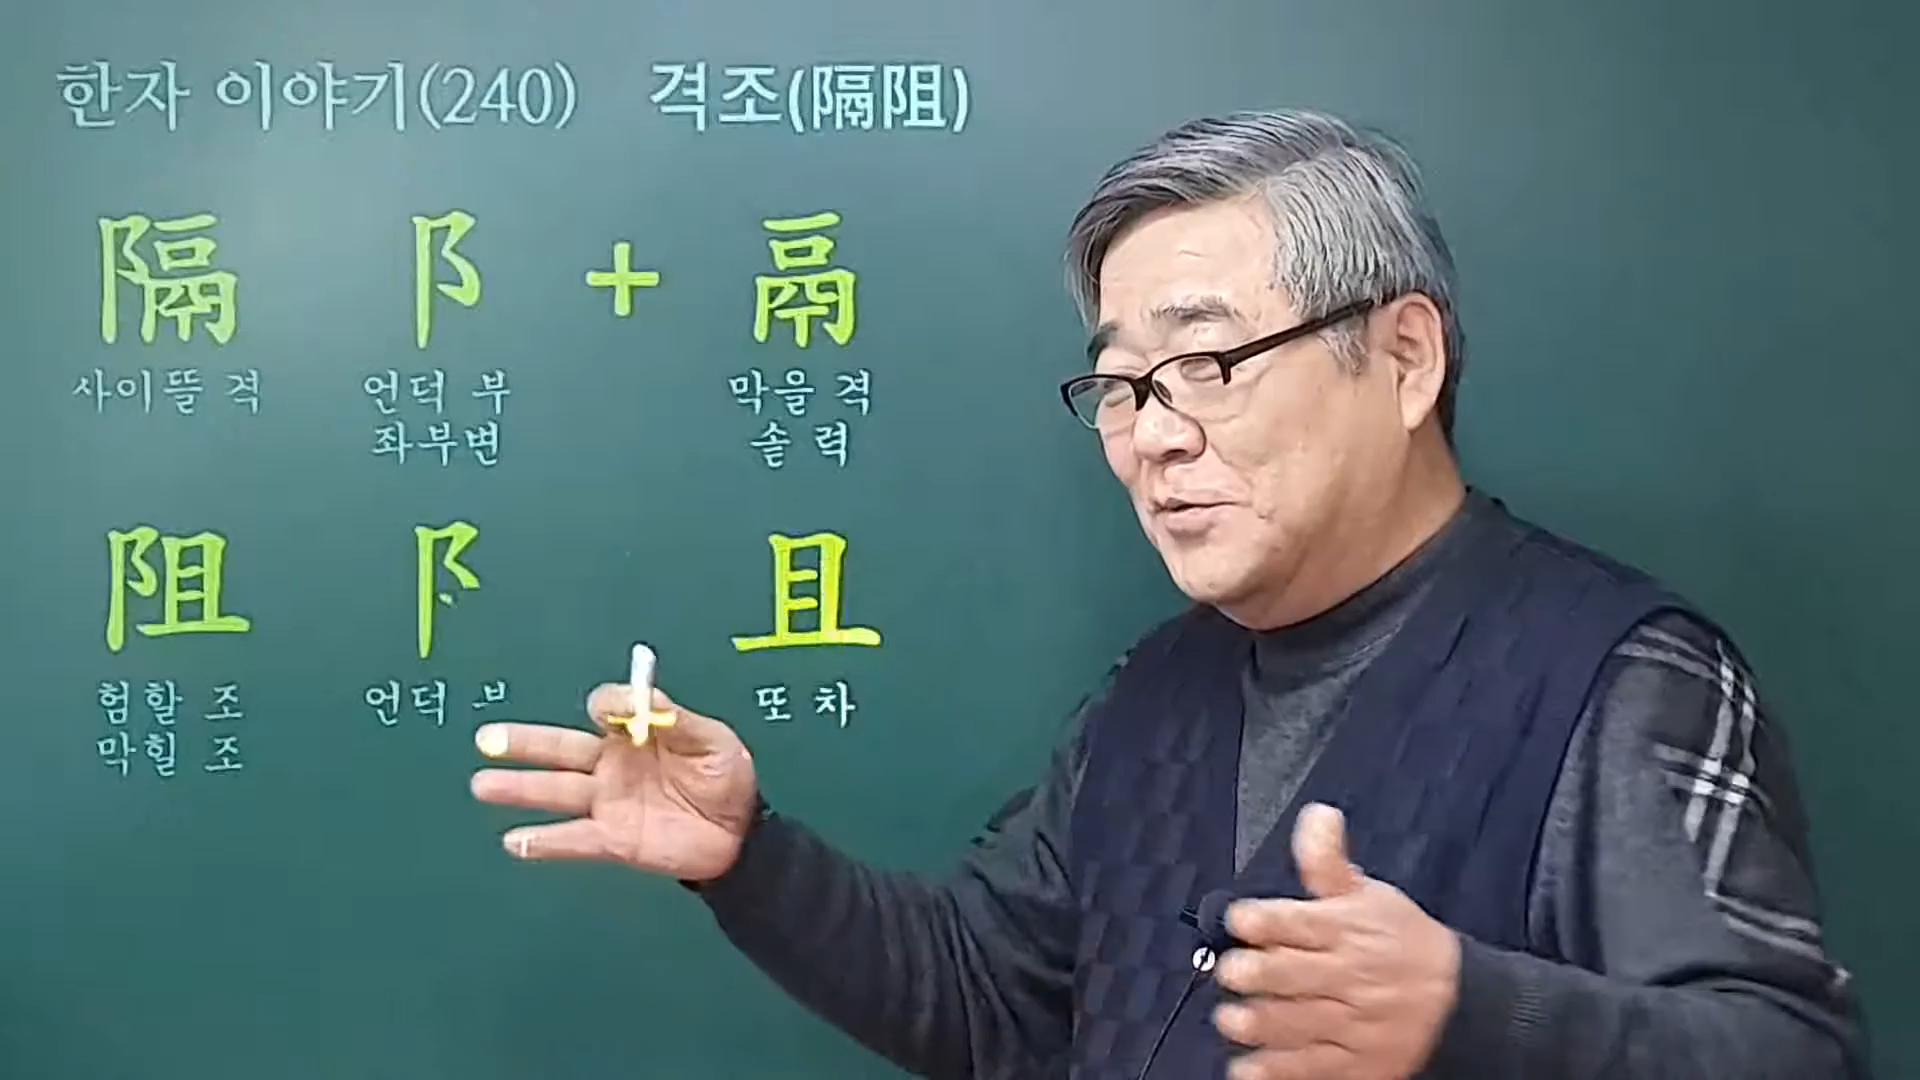 한자 이야기(240) 격조(隔阻)
隔 阝 + 鬲
사이뜰 격 언덕 부 막을 격
좌부변 솥 력
阻 阝 且
험할 조 언덕 또 차
막힐 조